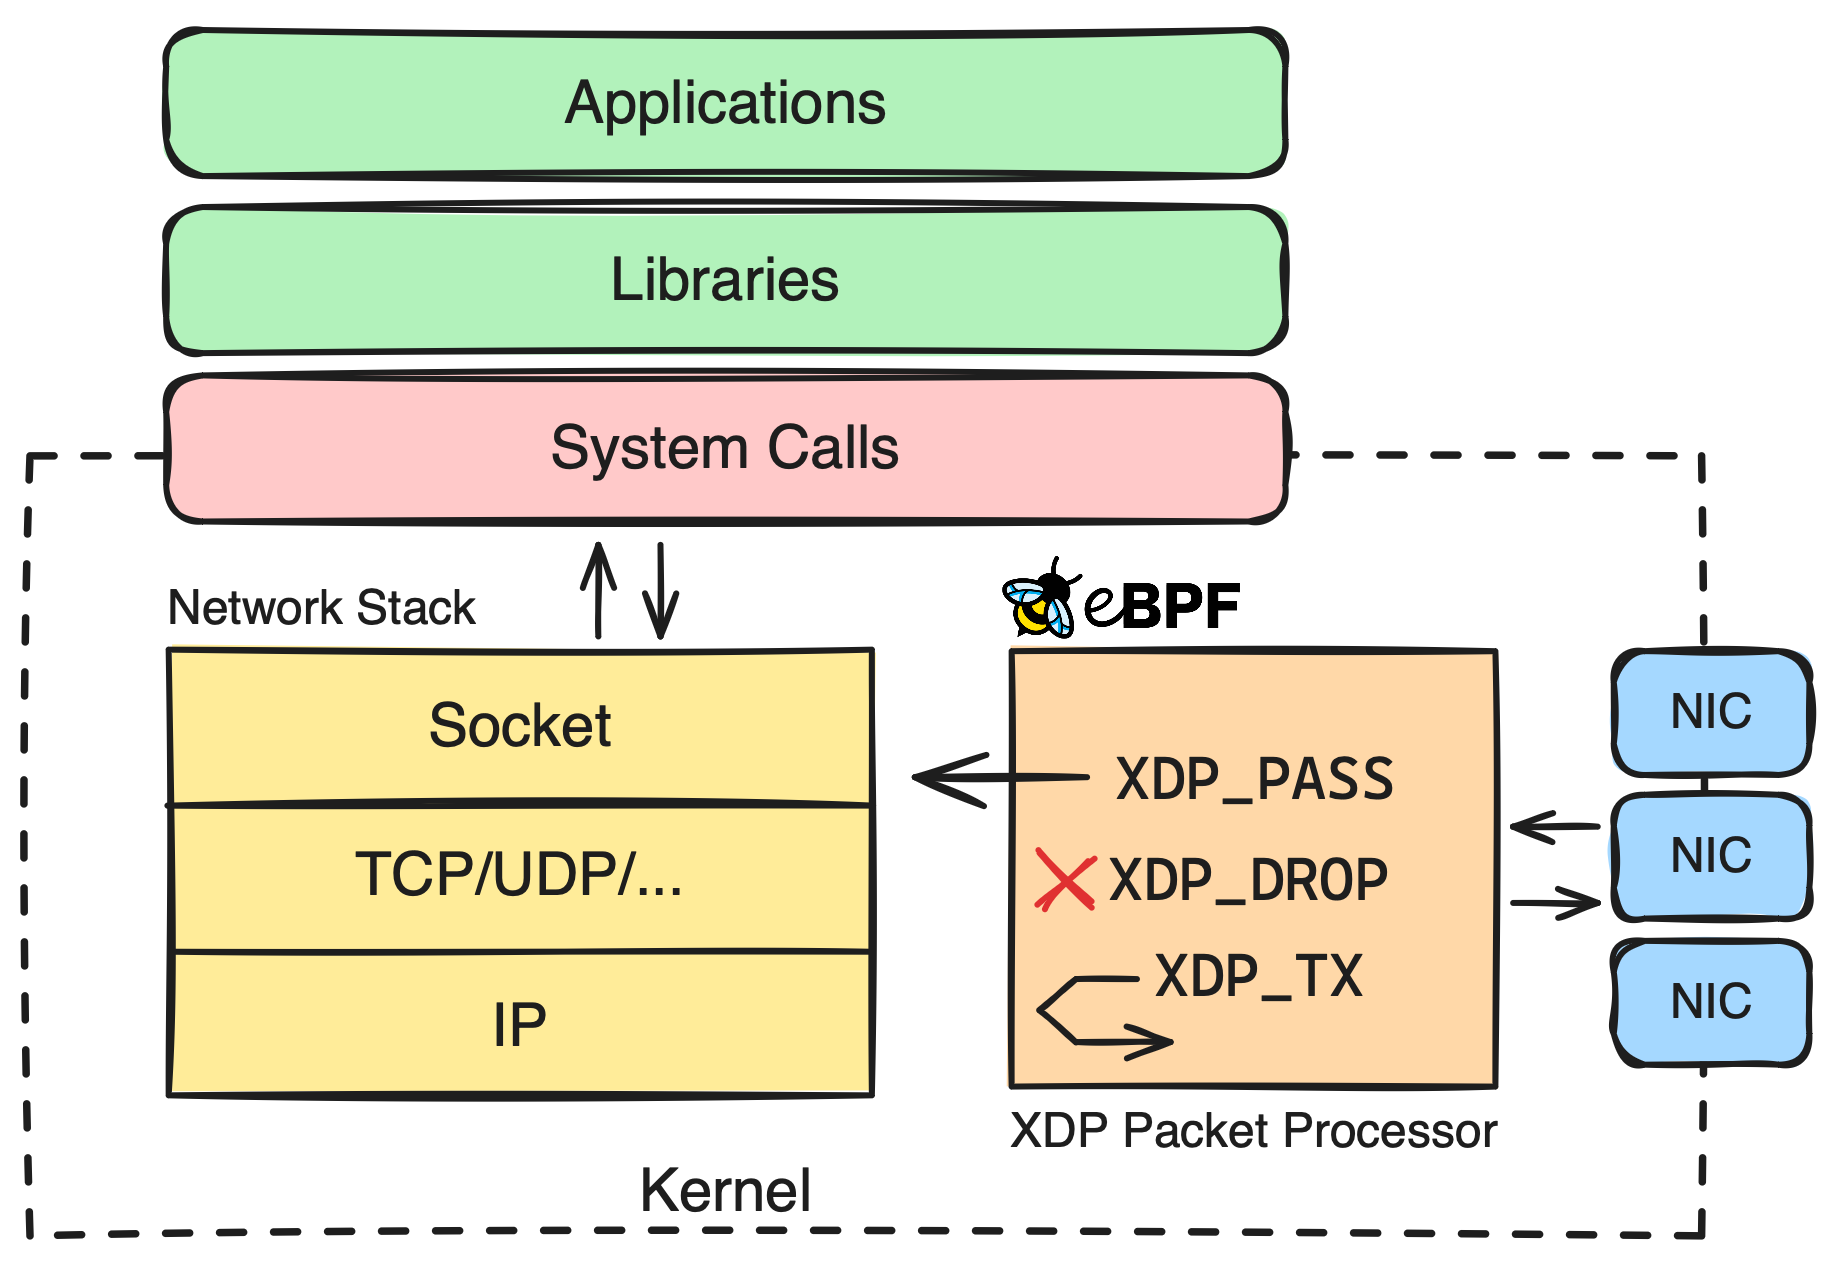 Applications
Libraries
System Calls
Network Stack
eBPF
Socket
TCP/UDP/...
IP
XDP_PASS
XDP_DROP
XDP_TX
XDP Packet Processor
NIC
NIC
NIC
Kernel